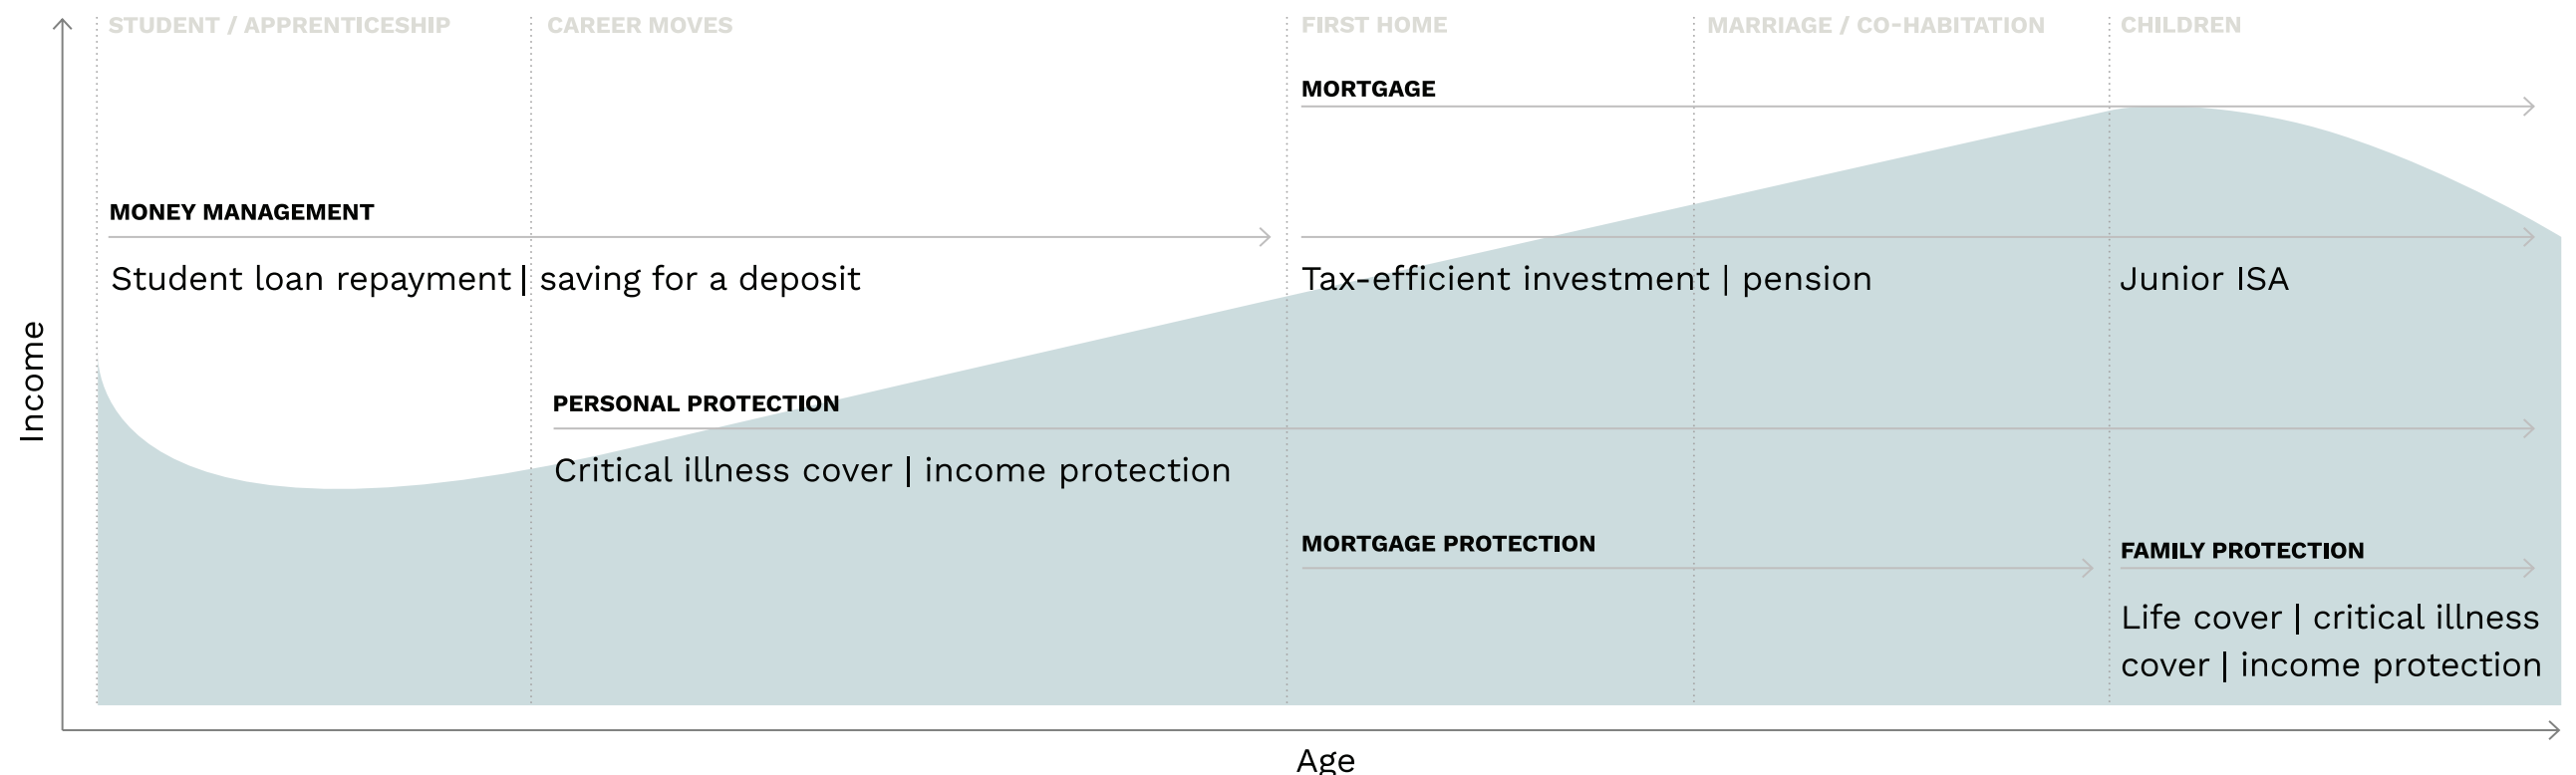 STUDENT / APPRENTICESHIP
CAREER MOVES
FIRST HOME
MARRIAGE / CO-HABITATION
CHILDREN
MORTGAGE
MONEY MANAGEMENT
Student loan repayment | saving for a deposit
Tax-efficient investment | pension
Junior ISA
Income
PERSONAL PROTECTION
Critical illness cover | income protection
MORTGAGE PROTECTION
FAMILY PROTECTION
Life cover | critical illness
cover | income protection
Age